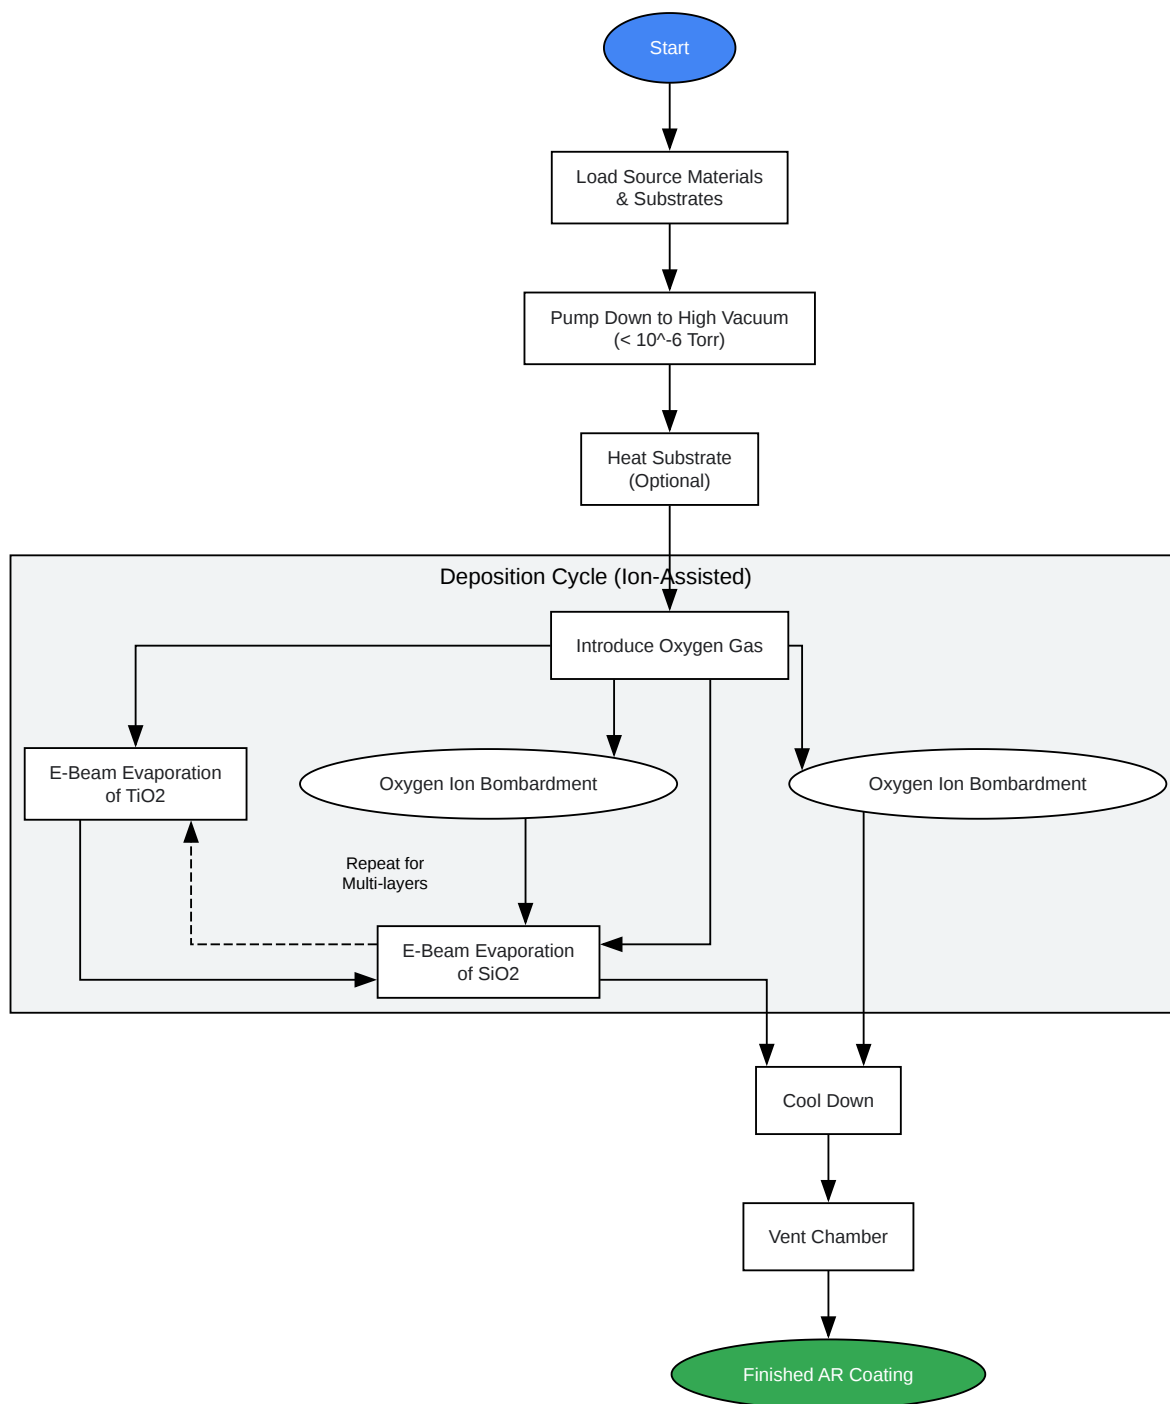 Start
Load Source Materials
& Substrates
Pump Down to High Vacuum
(< 10^-6 Torr)
Heat Substrate
(Optional)
Deposition Cycle (Ion-Assisted)
Introduce Oxygen Gas
E-Beam Evaporation
of TiO2
Oxygen Ion Bombardment
Oxygen Ion Bombardment
Repeat for
Multi-layers
E-Beam Evaporation
of SiO2
Cool Down
Vent Chamber
Finished AR Coating